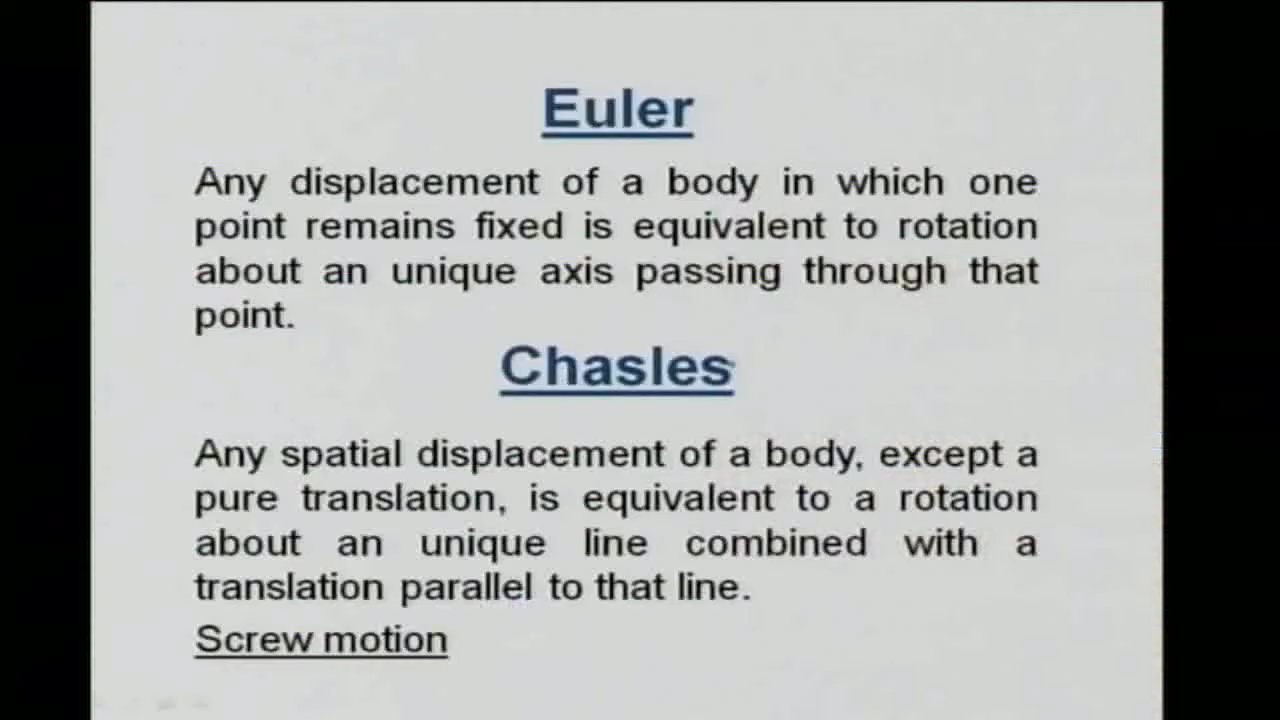 Euler
Any displacement of a body in which one
point remains fixed is equivalent to rotation
about an unique axis passing through that
point.
Chasles
Any spatial displacement of a body, except a
pure translation, is equivalent to a rotation
about an unique line combined with a
translation parallel to that line.
Screw motion